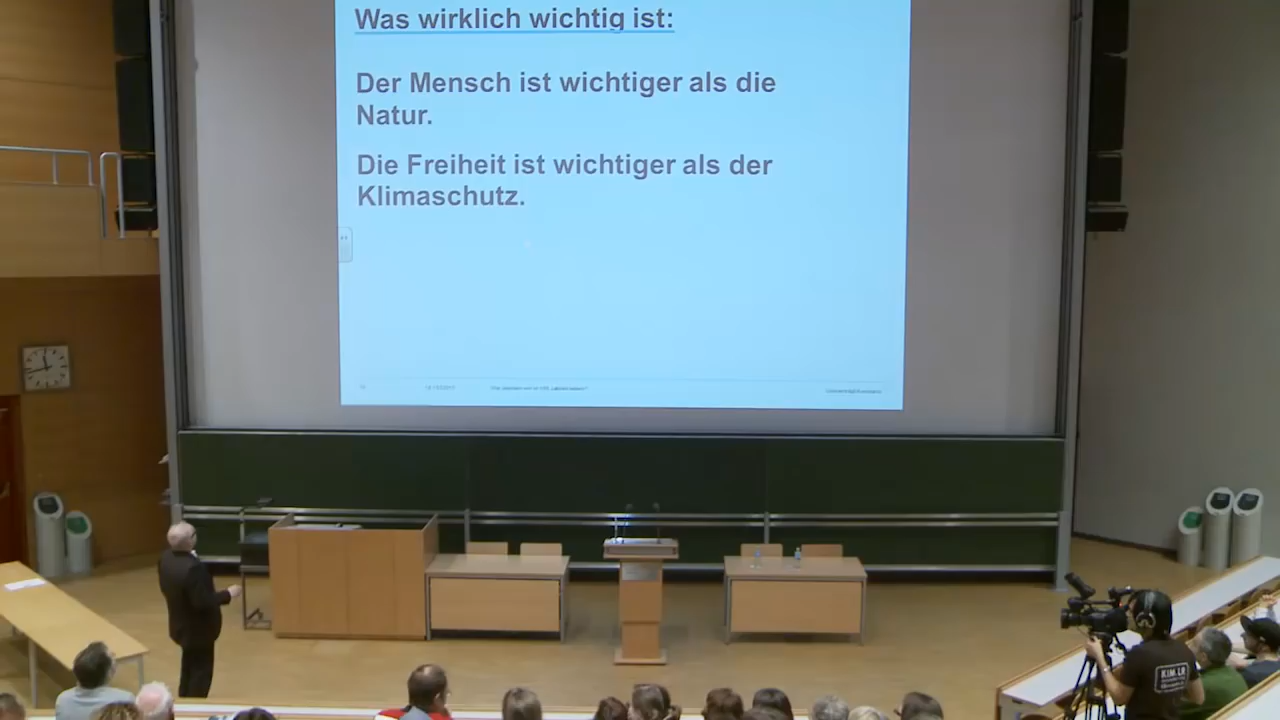 Was wirklich wichtig ist:
Der Mensch ist wichtiger als die
Natur.
Die Freiheit ist wichtiger als der
Klimaschutz.